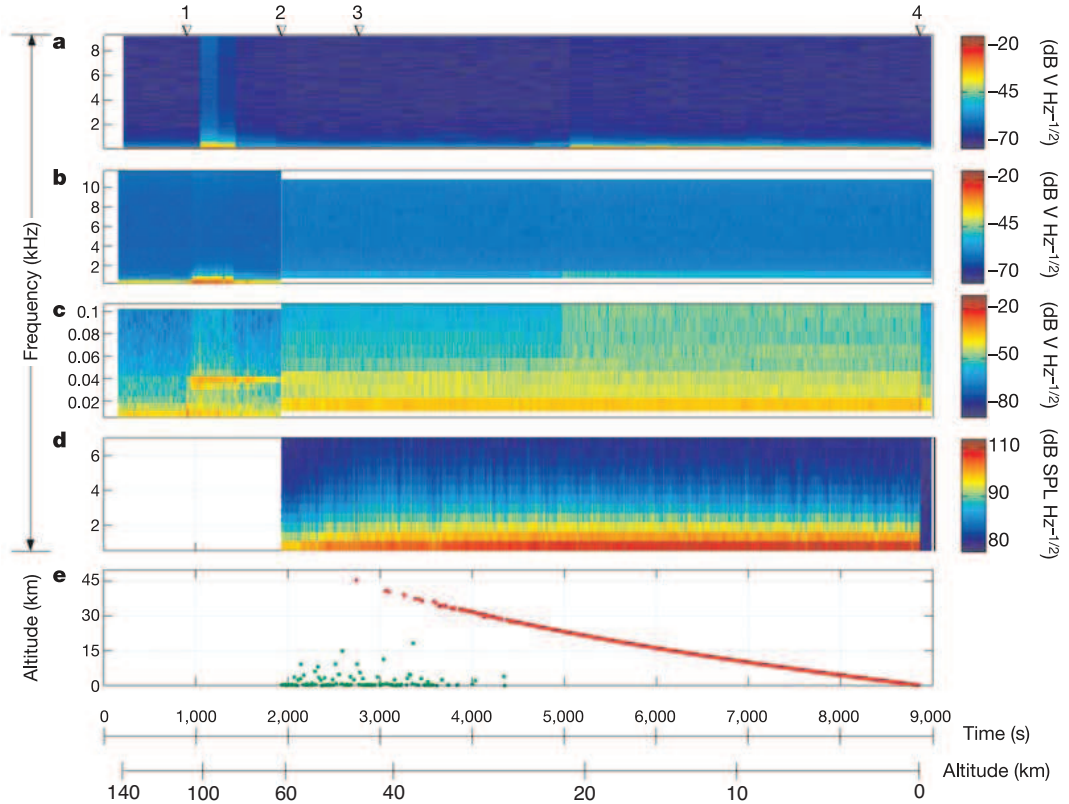 1 2 3 4
a
8
6
4
2
–20
–45
–70
(dB V Hz–1/2)
b
10
8
6
4
2
–20
–45
–70
(dB V Hz–1/2)
c
0.1
0.08
0.06
0.04
0.02
–20
–50
–80
(dB V Hz–1/2)
d
6
4
2
110
90
80
(dB SPL Hz–1/2)
Frequency (kHz)
e
45
30
15
0
Altitude (km)
0 1,000 2,000 3,000 4,000 5,000 6,000 7,000 8,000 9,000
Time (s)
Altitude (km)
140 100 60 40 20 10 0